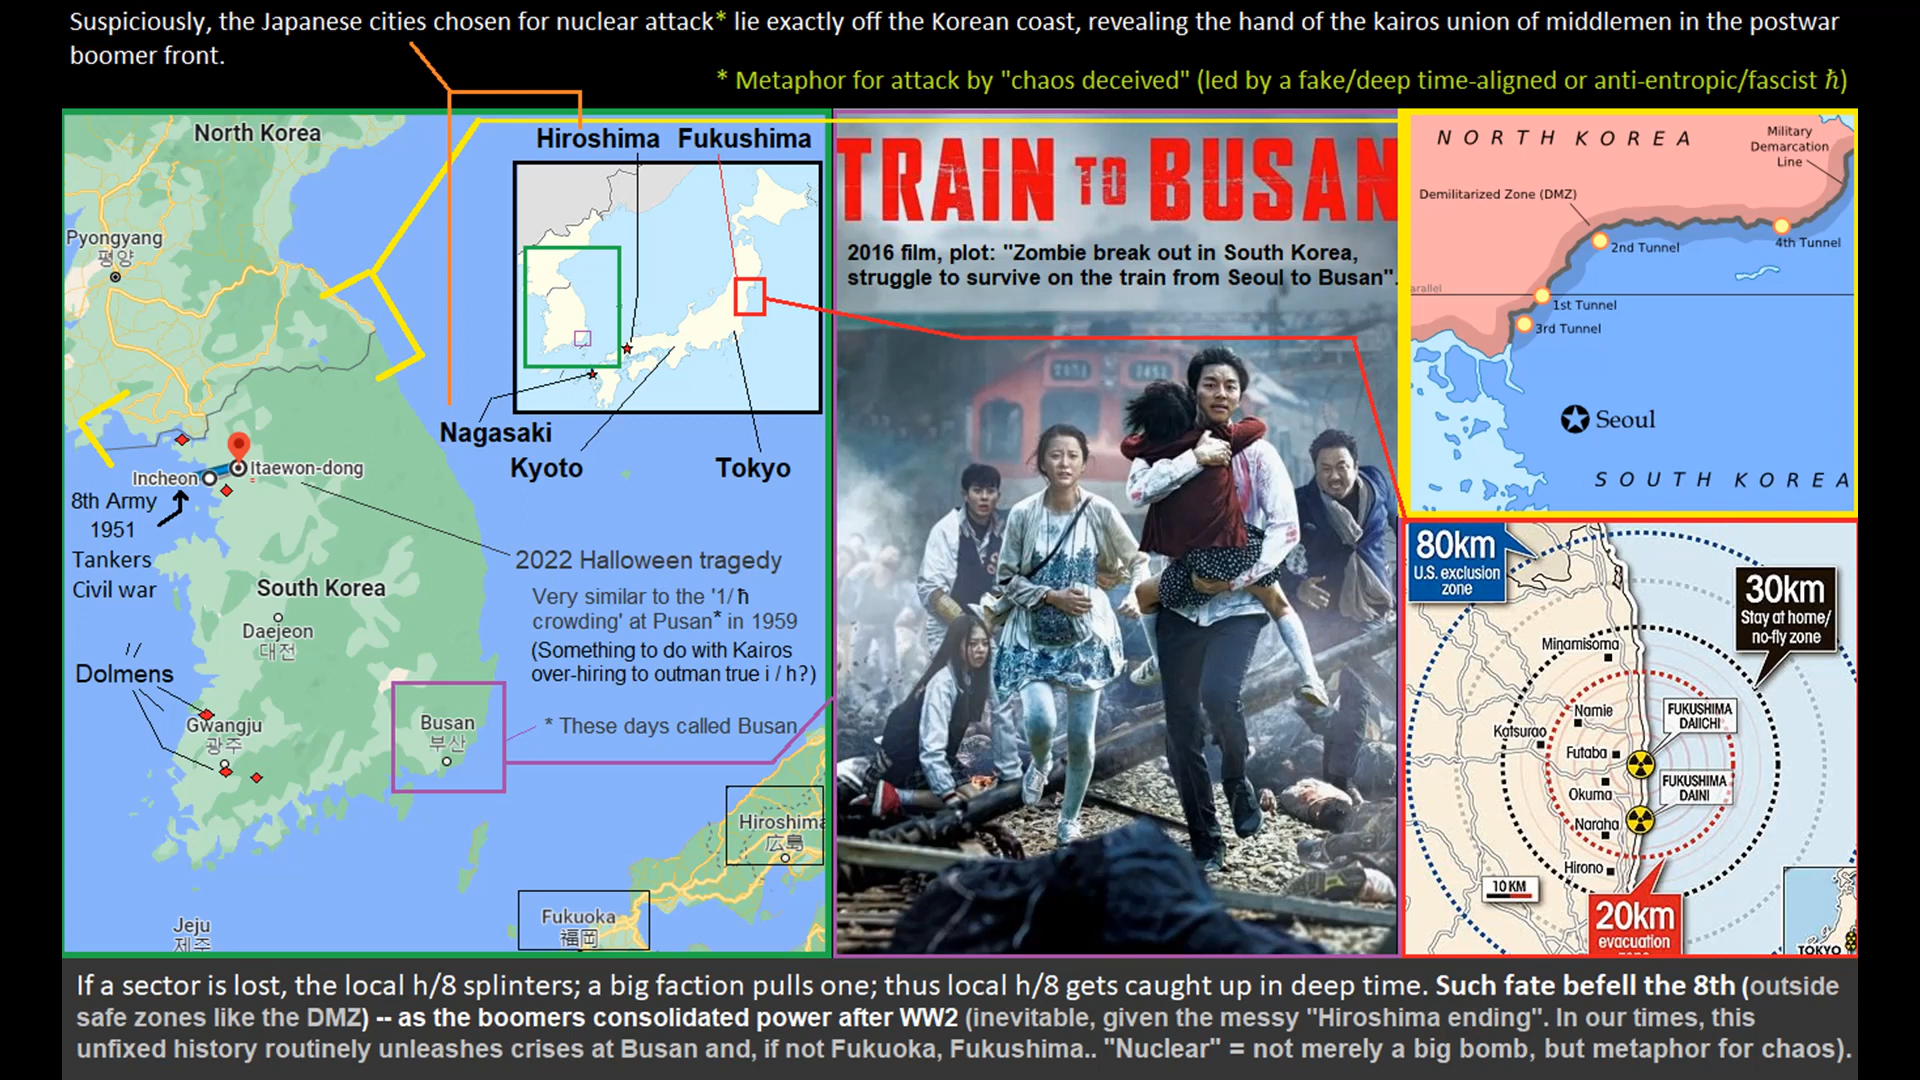 Suspiciously, the Japanese cities chosen for nuclear attack* lie exactly off the Korean coast, revealing the hand of the kairos union of middlemen in the postwar
boomer front.
* Metaphor for attack by "chaos deceived" (led by a fake/deep time-aligned or anti-entropic/fascist ℏ)
North Korea
Pyongyang
평양
Hiroshima Fukushima
Nagasaki
Kyoto
Tokyo
Incheon
Itaewon-dong
8th Army
1951
Tankers
Civil war
2022 Halloween tragedy
Very similar to the '1/ħ
crowding' at Pusan* in 1959
(Something to do with Kairos
over-hiring to outman true i / h?)
* These days called Busan
South Korea
Daejeon
대전
//
Dolmens
Gwangju
광주
Busan
부산
Hiroshima
広島
Fukuoka
福岡
Jeju
제주
TRAIN TO BUSAN
2016 film, plot: "Zombie break out in South Korea,
struggle to survive on the train from Seoul to Busan".
NORTH KOREA
Military
Demarcation
Line
Demilitarized Zone (DMZ)
2nd Tunnel
4th Tunnel
arallel
1st Tunnel
3rd Tunnel
Seoul
SOUTH KOREA
80km
U.S. exclusion
zone
30km
Stay at home/
no-fly zone
Minamisoma
Namie
Katsurao
Futaba
Okuma
Naraha
Hirono
FUKUSHIMA
DAIICHI
FUKUSHIMA
DAINI
10 KM
20km
evacuation
zone
TOKYO
If a sector is lost, the local h/8 splinters; a big faction pulls one; thus local h/8 gets caught up in deep time. Such fate befell the 8th (outside
safe zones like the DMZ) -- as the boomers consolidated power after WW2 (inevitable, given the messy "Hiroshima ending". In our times, this
unfixed history routinely unleashes crises at Busan and, if not Fukuoka, Fukushima.. "Nuclear" = not merely a big bomb, but metaphor for chaos).